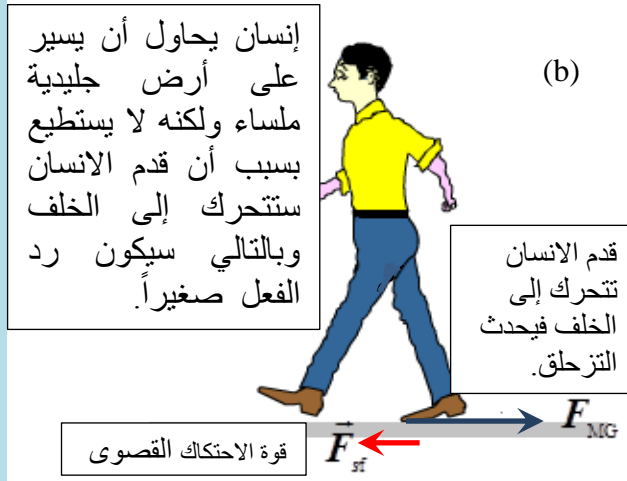 إنسان يحاول أن يسير
على أرض جليدية
ملساء ولكنه لا يستطيع
بسبب أن قدم الانسان
ستتحرك إلى الخلف
وبالتالي سيكون رد
الفعل صغيراً.
(b)
قدم الانسان
تتحرك إلى
الخلف فيحدث
التزحلق.
F_MG
قوة الاحتكاك القصوى
F⃗_sf